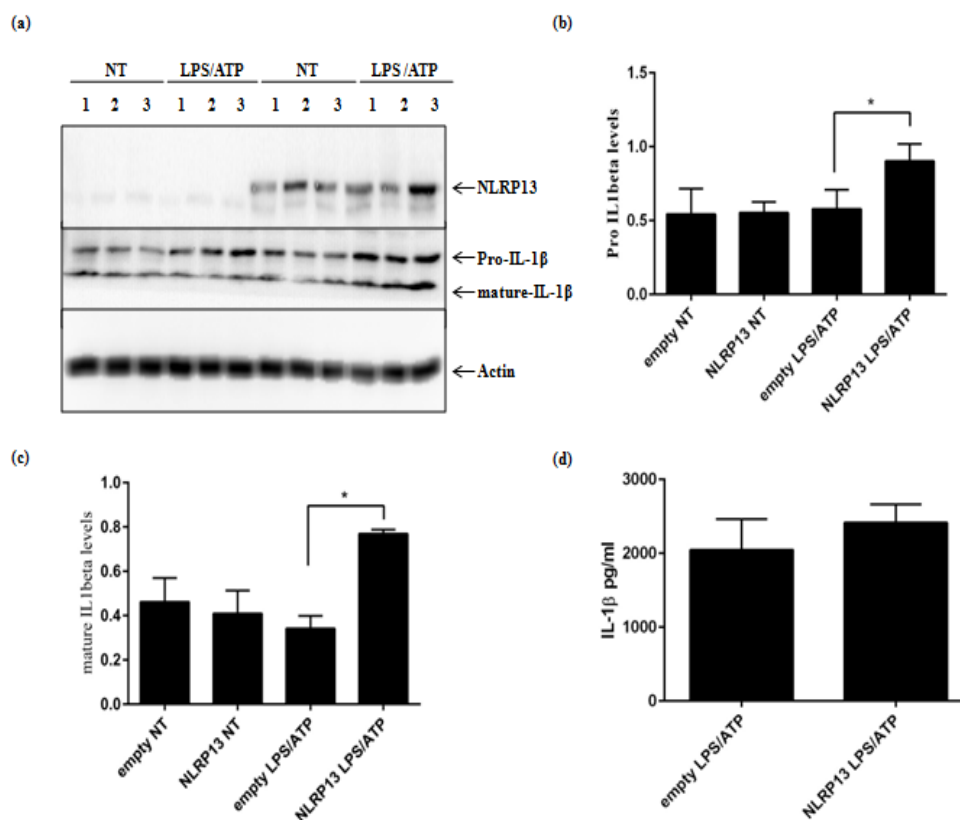 (a)
NT LPS/ATP NT LPS/ATP
1 2 3 1 2 3 1 2 3 1 2 3
NLRP13
Pro-IL-1β
mature-IL-1β
Actin
(b)
Pro IL1beta levels
1.5
1.0
0.5
0.0
*
empty NT
NLRP13 NT
empty LPS/ATP
NLRP13 LPS/ATP
(c)
mature IL1beta levels
1.0
0.8
0.6
0.4
0.2
0.0
*
empty NT
NLRP13 NT
empty LPS/ATP
NLRP13 LPS/ATP
(d)
IL-1β pg/ml
3000
2000
1000
0
empty LPS/ATP
NLRP13 LPS/ATP